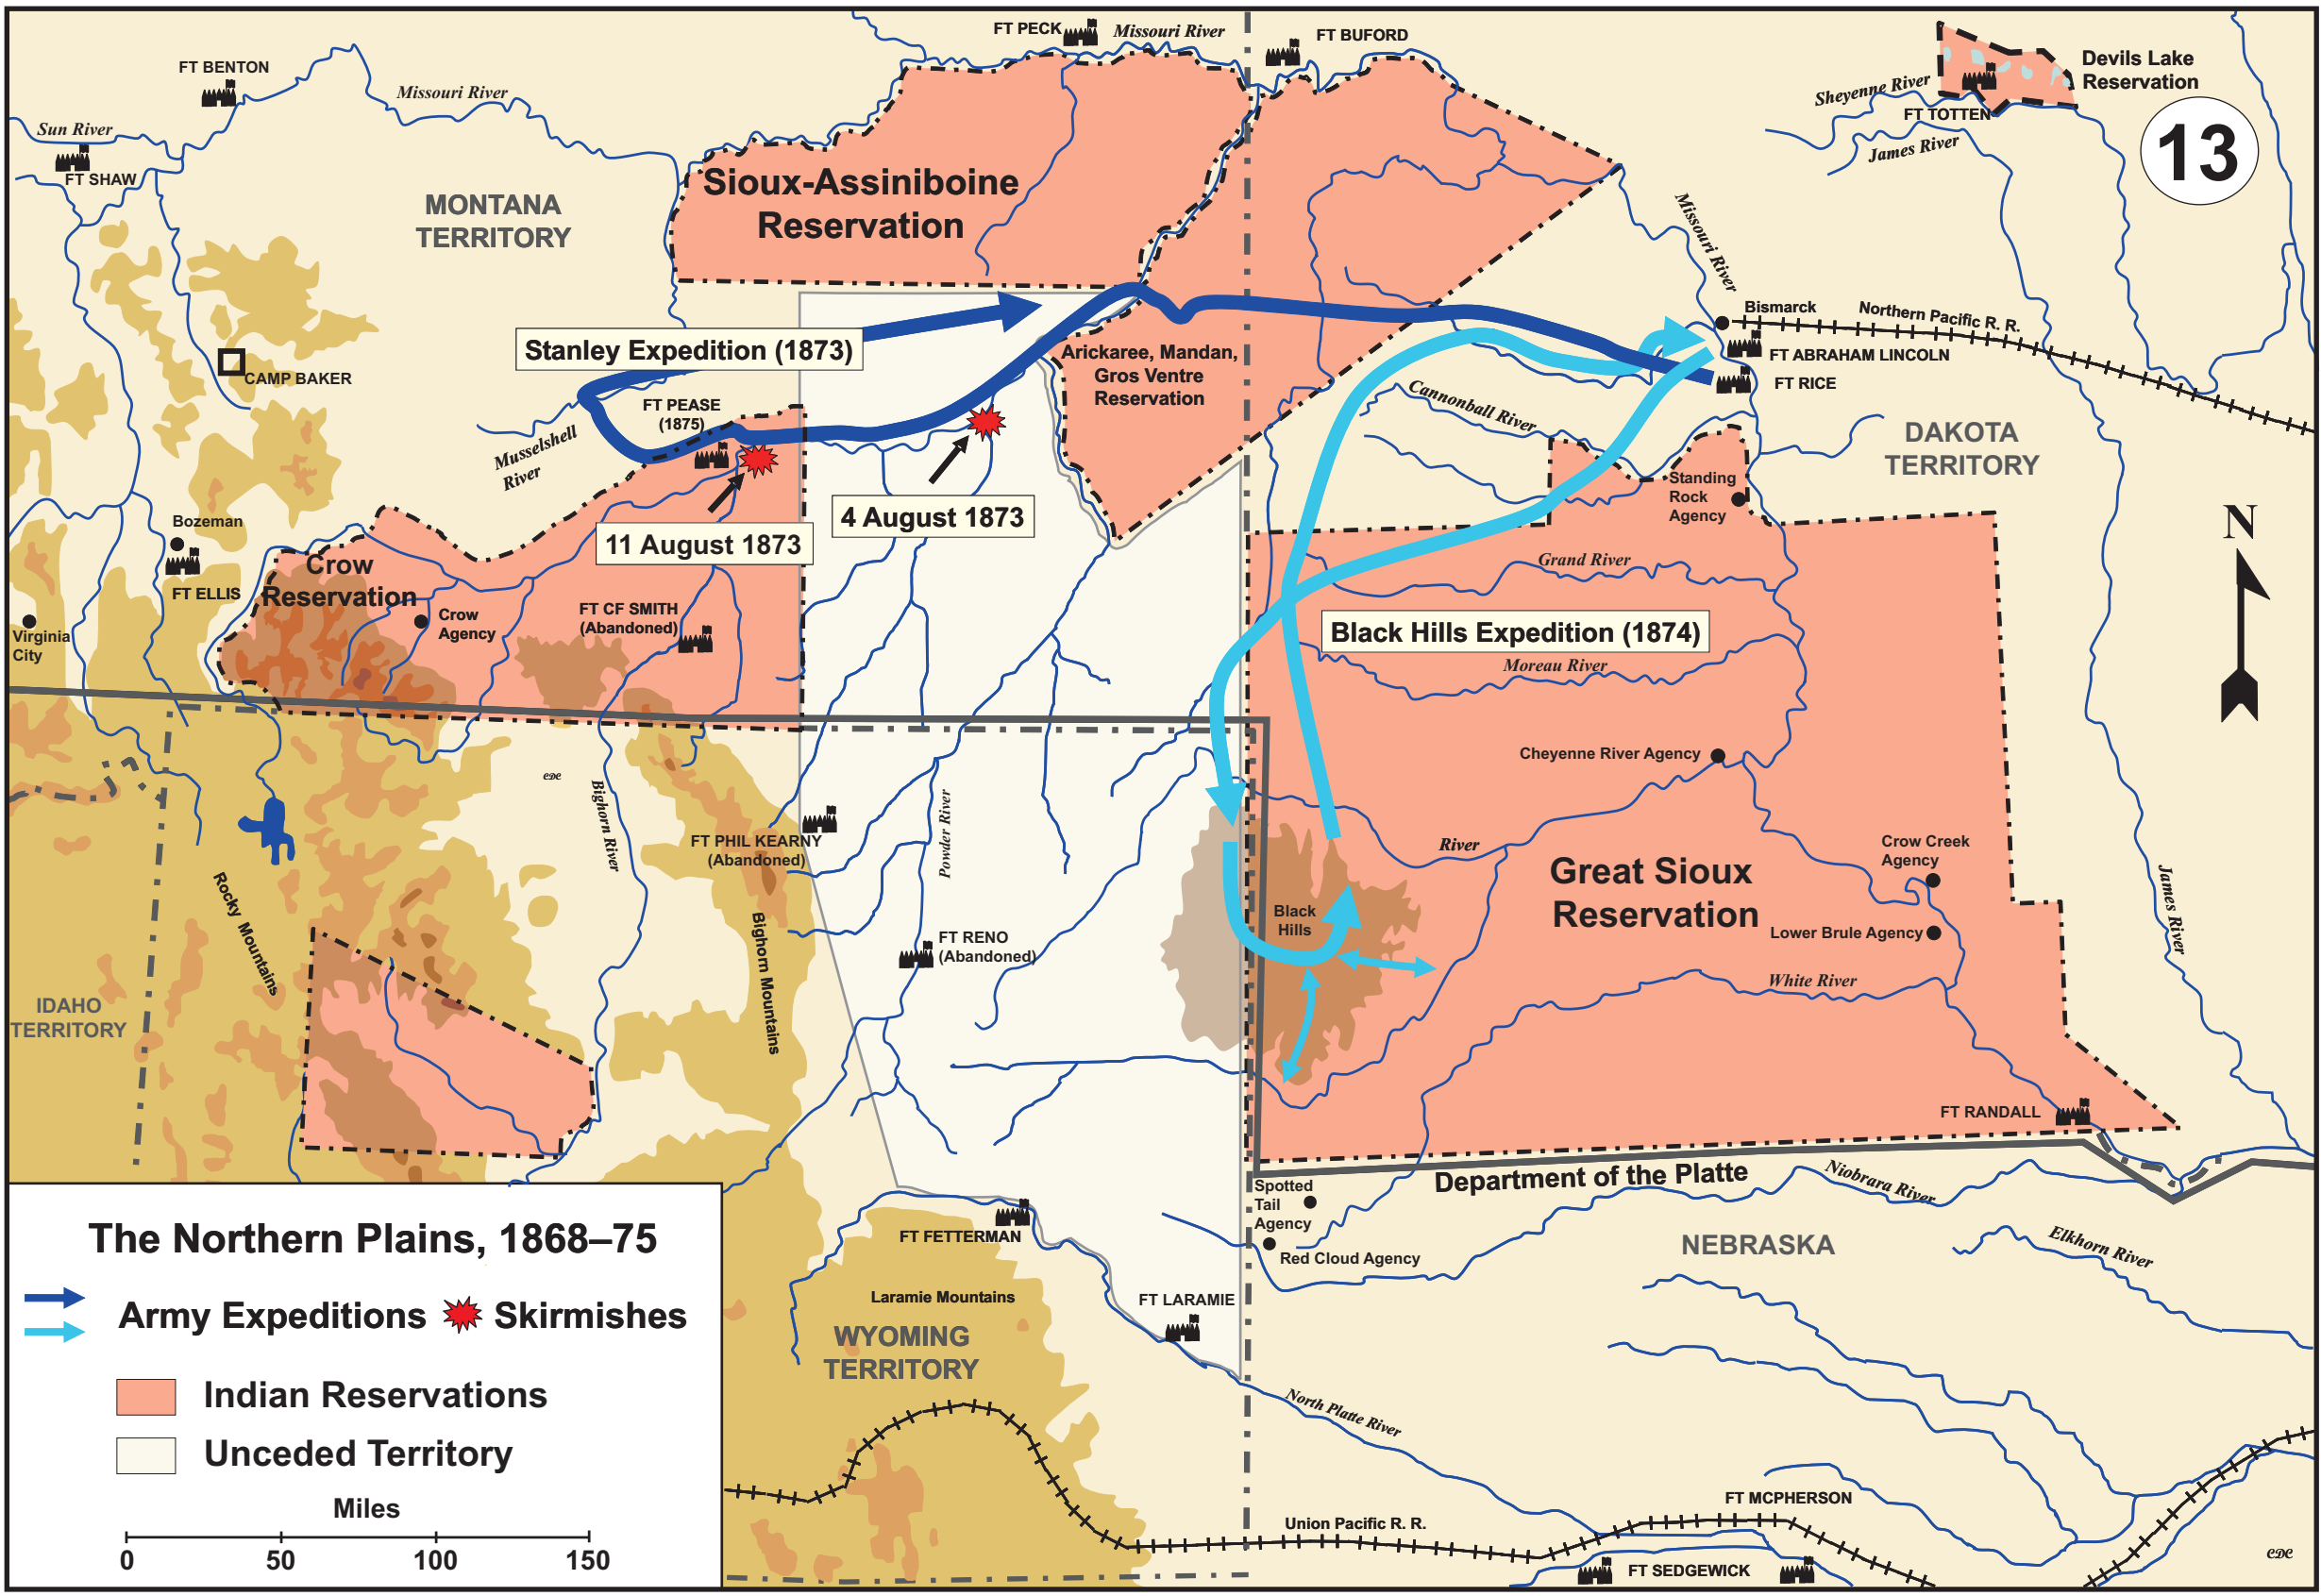 FT PECK
Missouri River
FT BUFORD
Devils Lake
Reservation
FT BENTON
Missouri River
Sheyenne River
FT TOTTEN
James River
13
Sun River
FT SHAW
MONTANA
TERRITORY
Sioux-Assiniboine
Reservation
Missouri River
Bismarck
Northern Pacific R. R.
Stanley Expedition (1873)
Arickaree, Mandan,
Gros Ventre
Reservation
FT ABRAHAM LINCOLN
FT RICE
CAMP BAKER
FT PEASE
(1875)
Cannonball River
Musselshell
River
DAKOTA
TERRITORY
Standing
Rock
Agency
4 August 1873
11 August 1873
N
Bozeman
FT ELLIS
Crow
Reservation
Grand River
Virginia
City
Crow
Agency
FT CF SMITH
(Abandoned)
Black Hills Expedition (1874)
Moreau River
Cheyenne River Agency
CDC
Bighorn River
Powder River
FT PHIL KEARNY
(Abandoned)
River
Great Sioux
Reservation
Crow Creek
Agency
Rocky Mountains
Bighorn Mountains
Black
Hills
Lower Brule Agency
James River
FT RENO
(Abandoned)
White River
IDAHO
TERRITORY
FT RANDALL
Department of the Platte
Spotted
Tail
Agency
Niobrara River
FT FETTERMAN
Red Cloud Agency
NEBRASKA
Elkhorn River
Laramie Mountains
FT LARAMIE
WYOMING
TERRITORY
North Platte River
Union Pacific R. R.
FT MCPHERSON
FT SEDGEWICK
CDC
The Northern Plains, 1868–75
Army Expeditions
Skirmishes
Indian Reservations
Unceded Territory
Miles
0 50 100 150